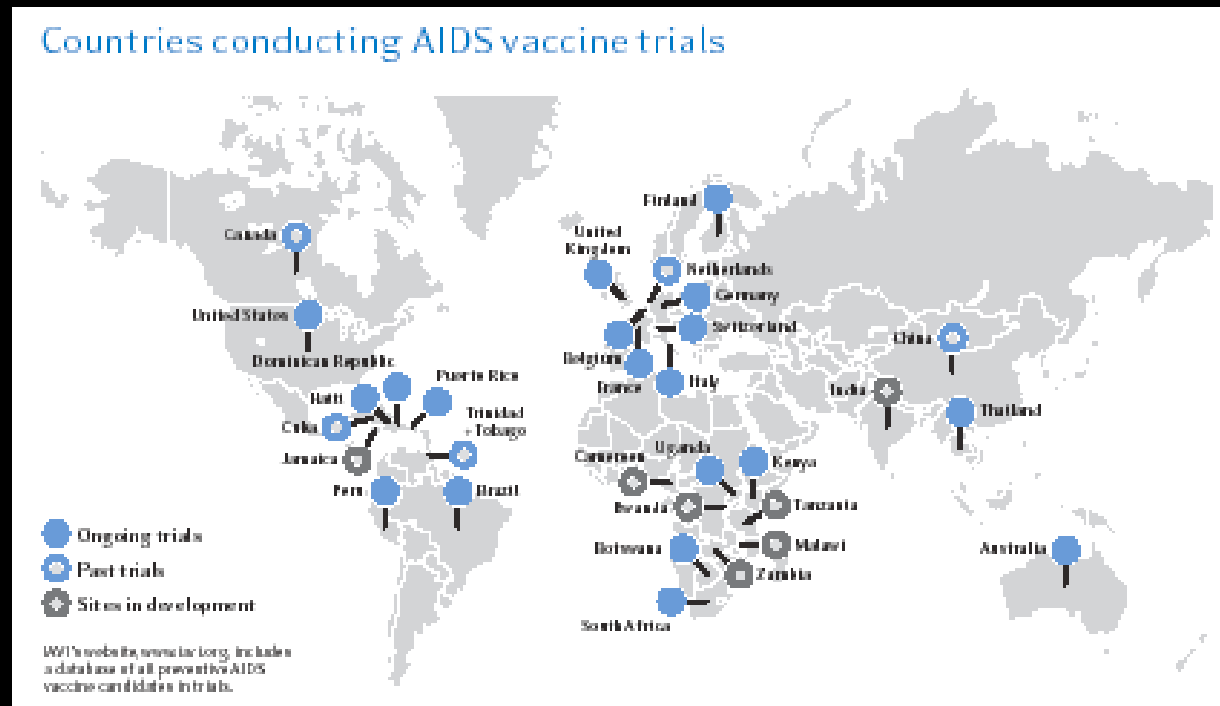 Countries conducting AIDS vaccine trials
Finland
United
Kingdom
Canada
Netherlands
Germany
United States
Switzerland
China
Dominican Republic
Belgium
France
Italy
India
Puerto Rico
Haiti
Thailand
Trinidad
+ Tobago
Cuba
Jamaica
Uganda
Cameroon
Kenya
Peru
Brazil
Rwanda
Tanzania
Ongoing trials
Botswana
Malawi
Australia
Past trials
Zambia
Sites in development
South Africa
IAVI's website, www.iavi.org, includes
a database of all preventive AIDS
vaccine candidates in trials.